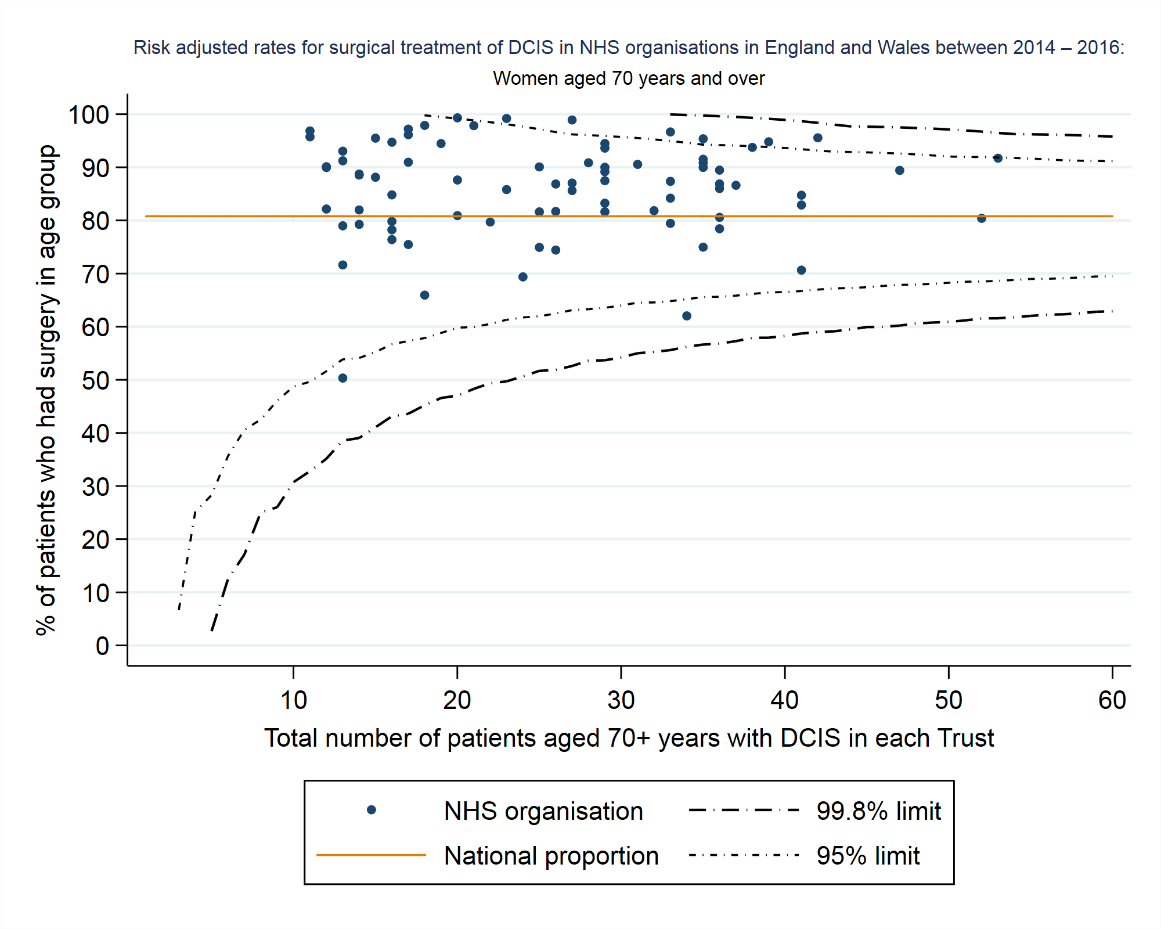 Risk adjusted rates for surgical treatment of DCIS in NHS organisations in England and Wales between 2014 – 2016:
Women aged 70 years and over
% of patients who had surgery in age group
100
90
80
70
60
50
40
30
20
10
0
10 20 30 40 50 60
Total number of patients aged 70+ years with DCIS in each Trust
NHS organisation 99.8% limit
National proportion 95% limit